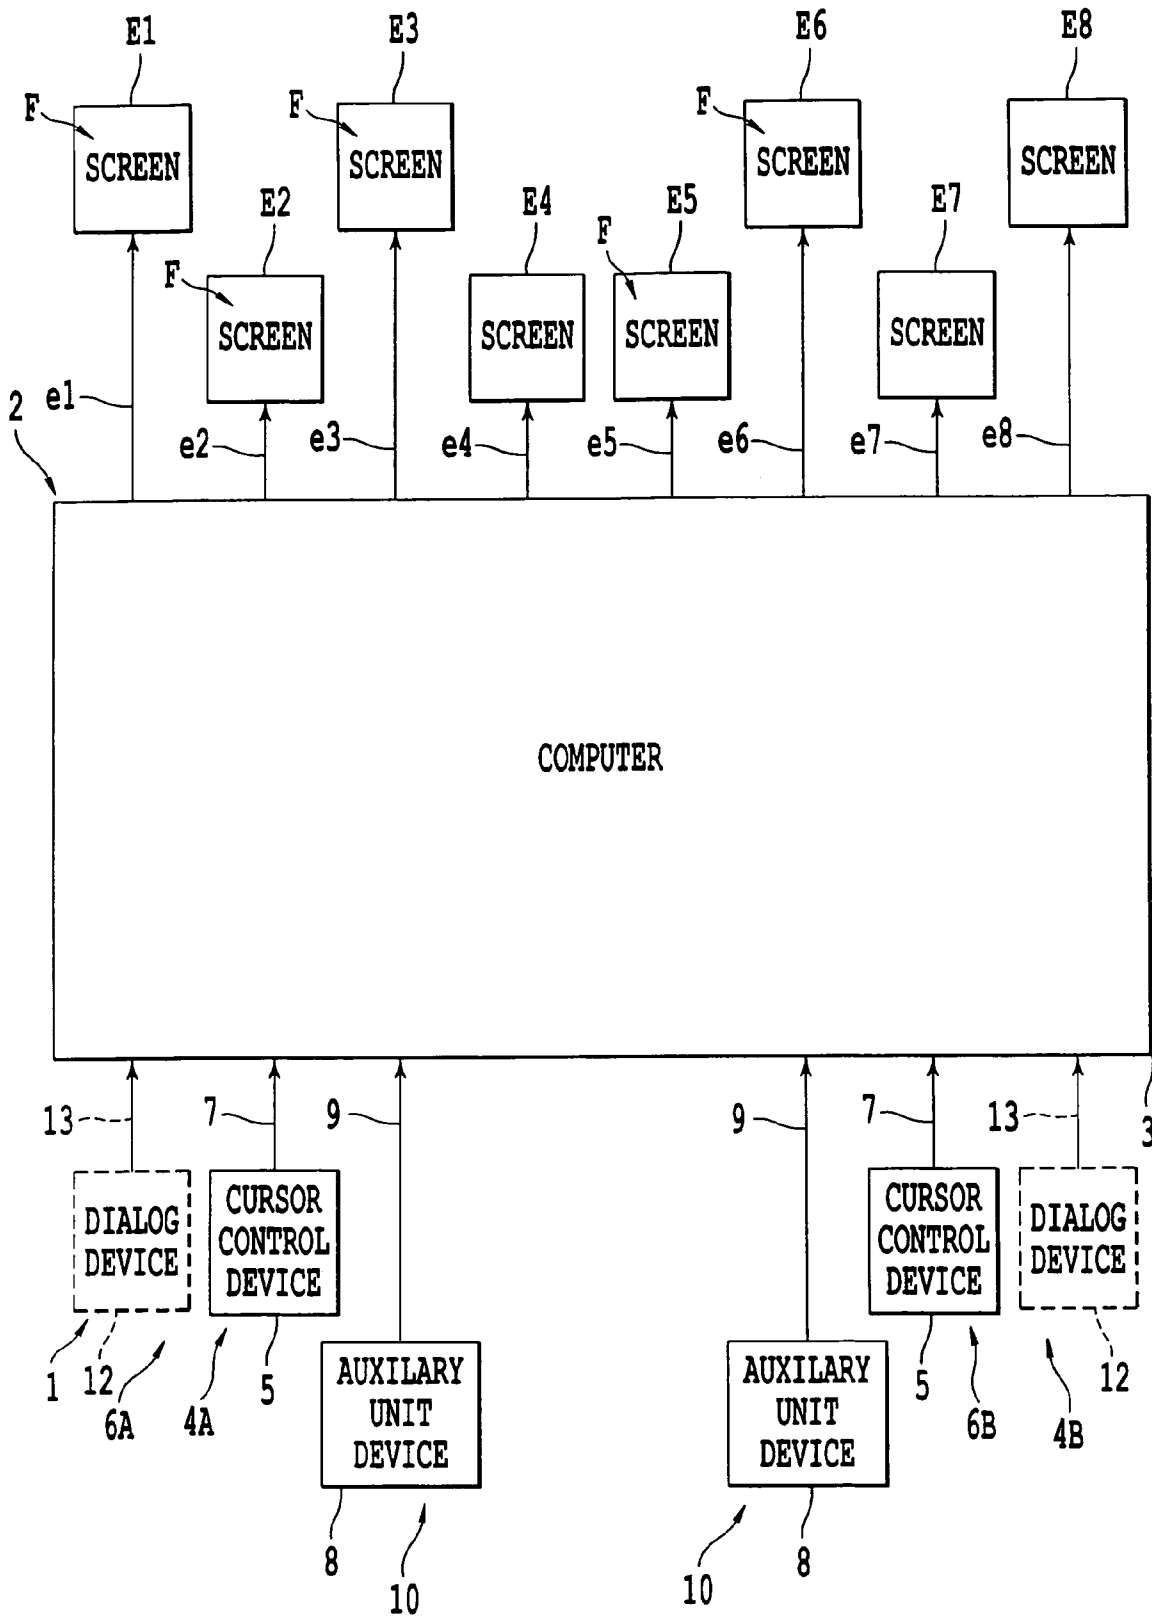 E1
E3
E6
E8
F
SCREEN
F
SCREEN
F
SCREEN
SCREEN
E2
E4
E5
E7
F
SCREEN
SCREEN
F
SCREEN
SCREEN
2
e1
e2
e3
e4
e5
e6
e7
e8
COMPUTER
13
7
9
9
7
13
3
DIALOG
DEVICE
CURSOR
CONTROL
DEVICE
CURSOR
CONTROL
DEVICE
DIALOG
DEVICE
1
12
6A
4A
5
AUXILARY
UNIT
DEVICE
AUXILARY
UNIT
DEVICE
5
6B
4B
12
8
10
10
8